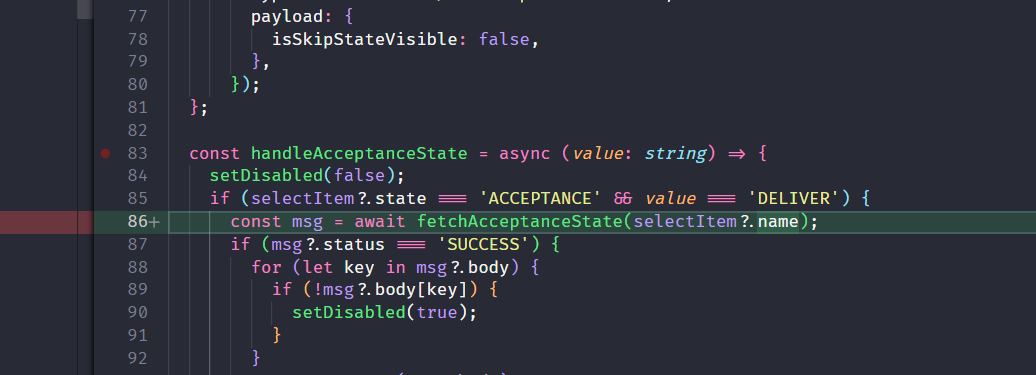 77 payload: {
78 isSkipStateVisible: false,
79 },
80 });
81 };
82
83 const handleAcceptanceState = async (value: string) => {
84 setDisabled(false);
85 if (selectItem?.state === 'ACCEPTANCE' && value === 'DELIVER') {
86+ const msg = await fetchAcceptanceState(selectItem?.name);
87 if (msg?.status === 'SUCCESS') {
88 for (let key in msg?.body) {
89 if (!msg?.body[key]) {
90 setDisabled(true);
91 }
92 }